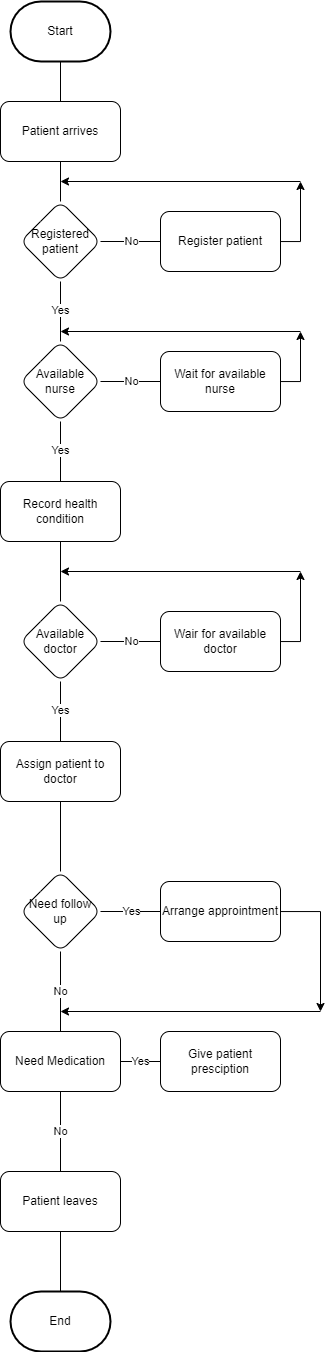 Start
Patient arrives
Registered
patient
No
Register patient
Yes
Available
nurse
No
Wait for available
nurse
Yes
Record health
condition
Available
doctor
No
Wair for available
doctor
Yes
Assign patient to
doctor
Need follow
up
Yes
Arrange approintment
No
Need Medication
Yes
Give patient
presciption
No
Patient leaves
End